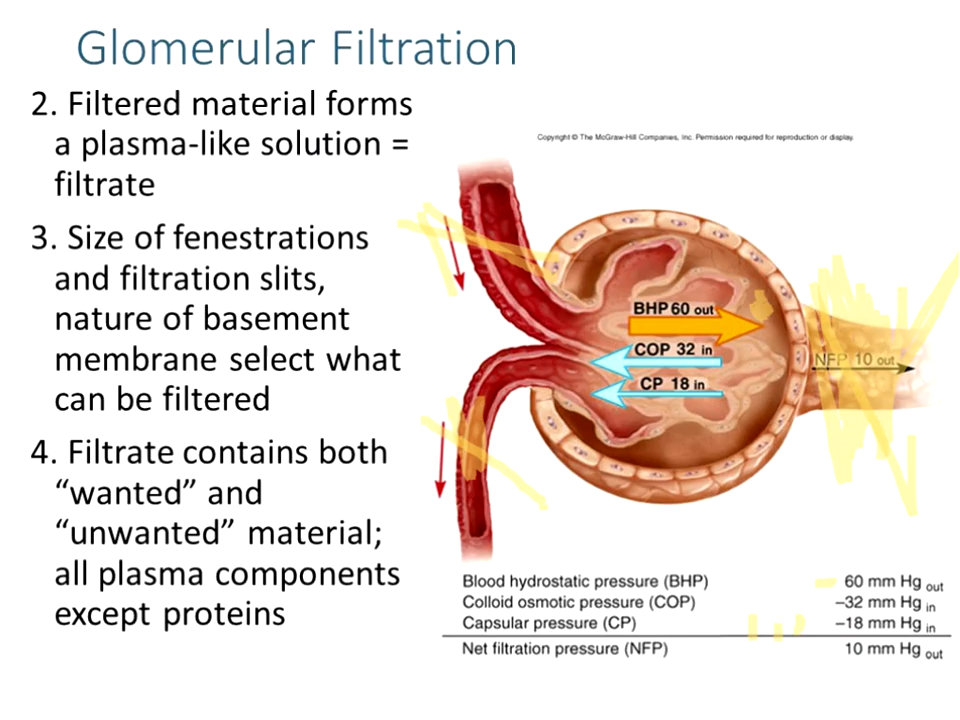 Glomerular Filtration
2. Filtered material forms
a plasma-like solution =
filtrate
3. Size of fenestrations
and filtration slits,
nature of basement
membrane select what
can be filtered
4. Filtrate contains both
“wanted” and
“unwanted” material;
all plasma components
except proteins
Copyright © The McGraw-Hill Companies, Inc. Permission required for reproduction or display.
BHP 60 out
COP 32 in
CP 18 in
NFP 10 out
Blood hydrostatic pressure (BHP) 60 mm Hg out
Colloid osmotic pressure (COP) –32 mm Hg in
Capsular pressure (CP) –18 mm Hg in
Net filtration pressure (NFP) 10 mm Hg out